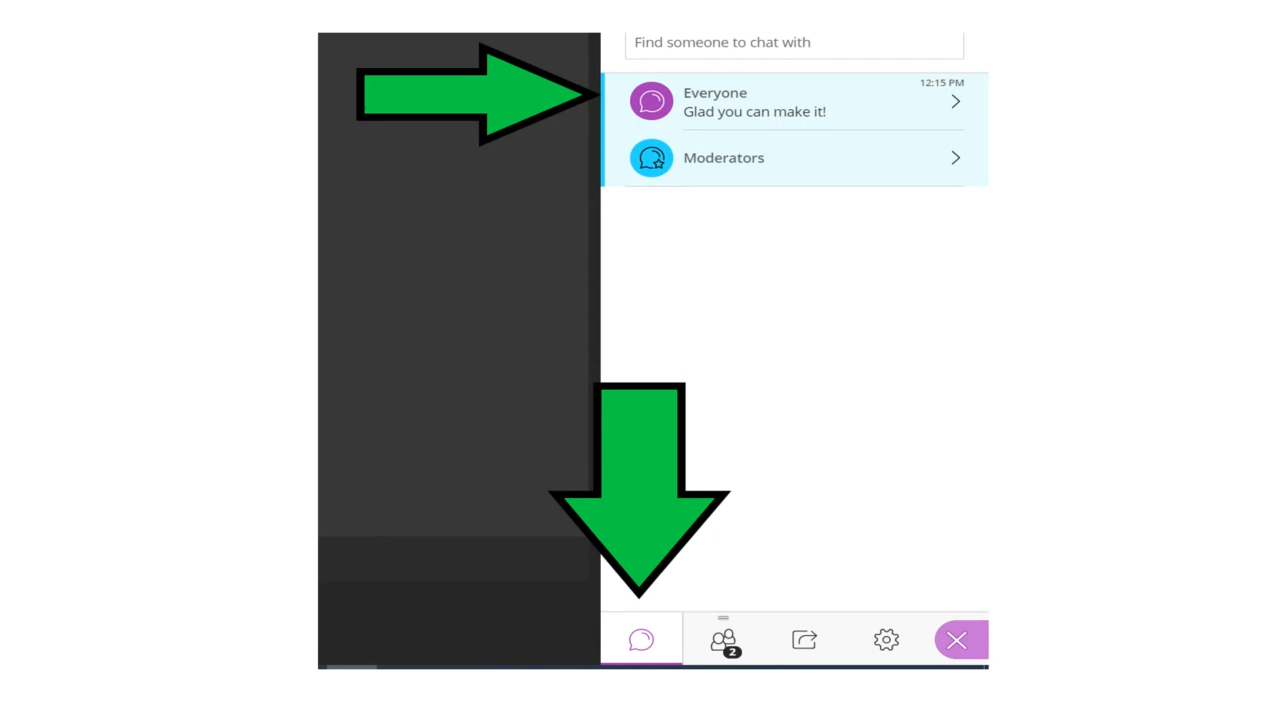 Find someone to chat with
12:15 PM
Everyone
Glad you can make it!
Moderators
2